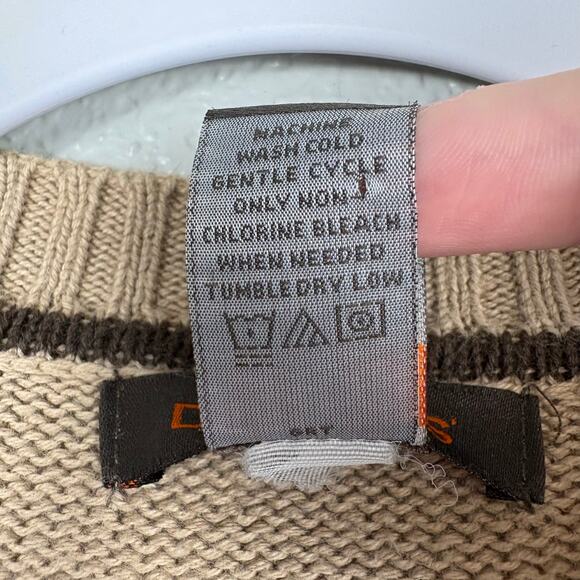 MACHINE
WASH COLD
GENTLE CYCLE
ONLY NON
CHLORINE BLEACH
WHEN NEEDED
TUMBLE DRY LOW